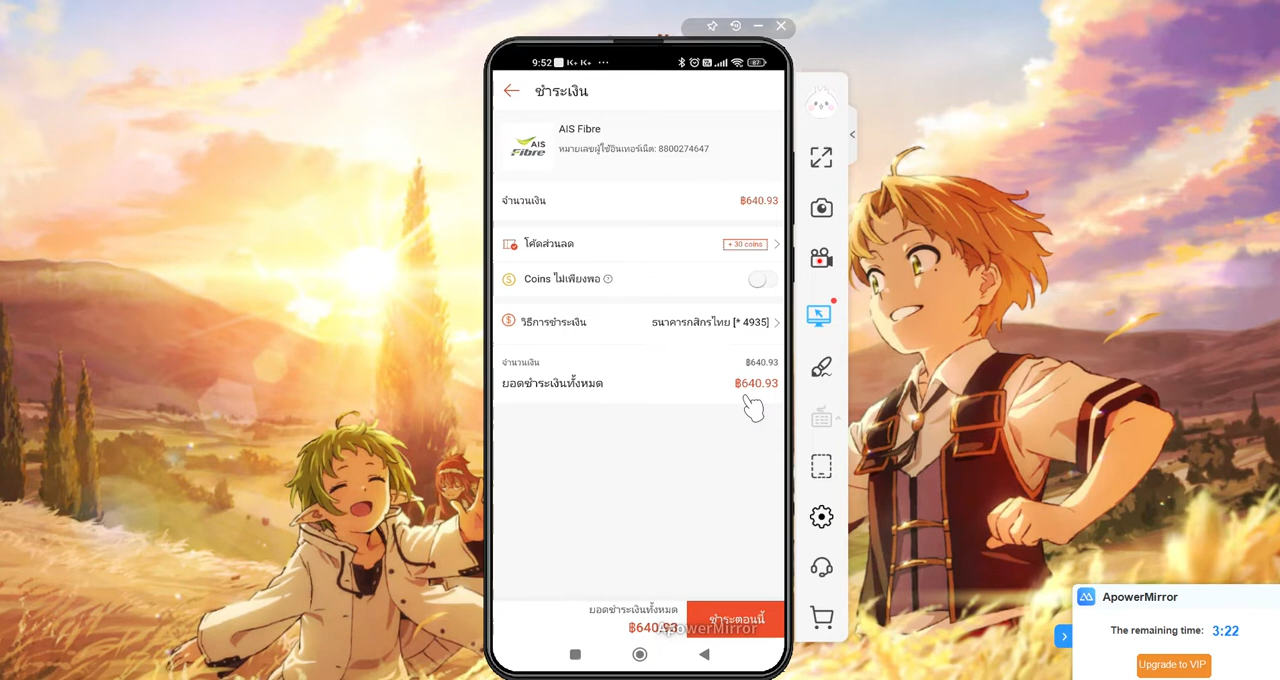 9:52 K+ K+ ...
87
ชำระเงิน
AIS Fibre
AIS Fibre
หมายเลขผู้ใช้อินเทอร์เน็ต: 8800274647
จำนวนเงิน ฿640.93
โค้ดส่วนลด + 30 coins
Coins ไม่เพียงพอ
วิธีการชำระเงิน ธนาคารกสิกรไทย [* 4935]
จำนวนเงิน ฿640.93
ยอดชำระเงินทั้งหมด ฿640.93
ยอดชำระเงินทั้งหมด
฿640.93
ชำระตอนนี้
ApowerMirror
ApowerMirror
The remaining time: 3:22
Upgrade to VIP